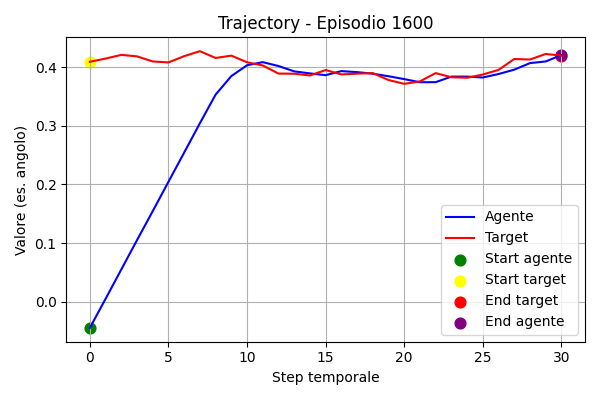 Trajectory - Episodio 1600
Valore (es. angolo)
0.4
0.3
0.2
0.1
0.0
0 5 10 15 20 25 30
Step temporale
Agente
Target
Start agente
Start target
End target
End agente